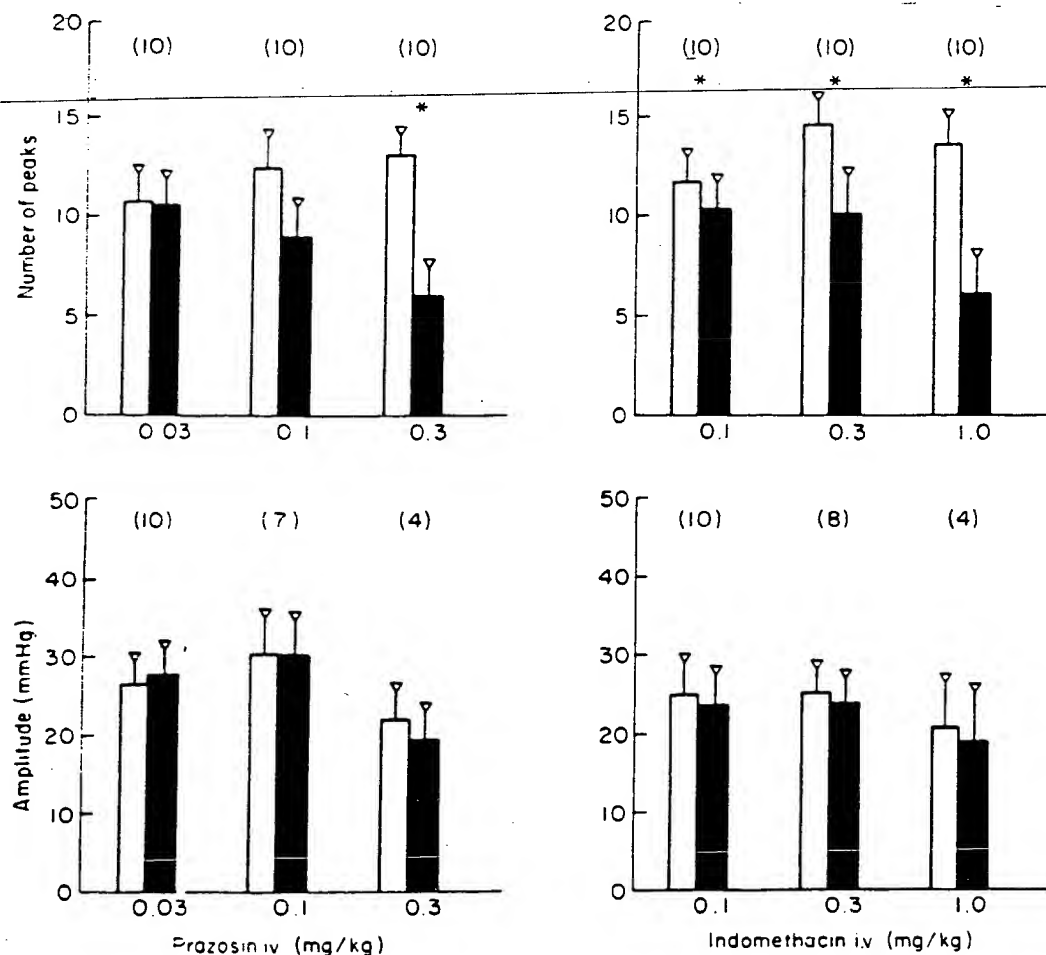 20
(10) (10) (10)
*
15
10
5
0
0.03 0.1 0.3
Number of peaks
20
(10) (10) (10)
* * *
15
10
5
0
0.1 0.3 1.0
50
(10) (7) (4)
40
30
20
10
0
0.03 0.1 0.3
Amplitude (mmHg)
Prazosin iv (mg/kg)
50
(10) (8) (4)
40
30
20
10
0
0.1 0.3 1.0
Indomethacin i.v (mg/kg)